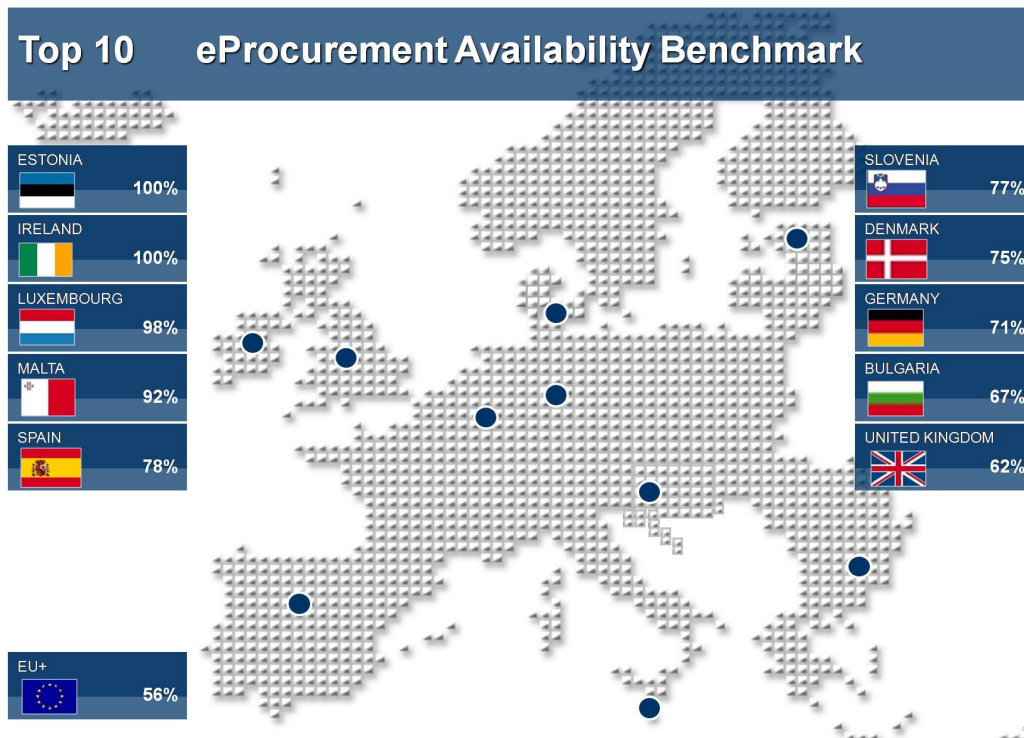 Top 10 eProcurement Availability Benchmark
ESTONIA
100%
IRELAND
100%
LUXEMBOURG
98%
MALTA
92%
SPAIN
78%
SLOVENIA
77%
DENMARK
75%
GERMANY
71%
BULGARIA
67%
UNITED KINGDOM
62%
EU+
56%